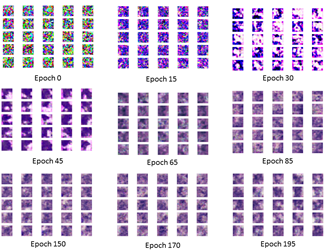 Epoch 0
Epoch 15
Epoch 30
Epoch 45
Epoch 65
Epoch 85
Epoch 150
Epoch 170
Epoch 195